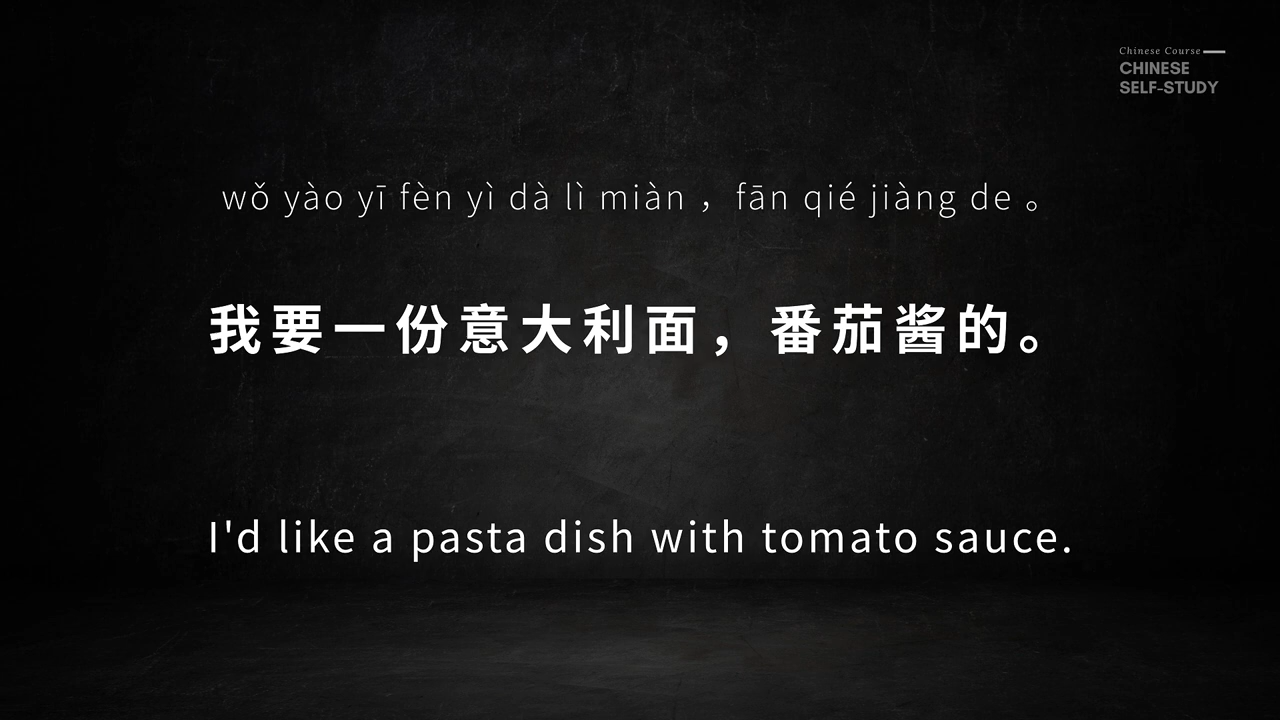 Chinese Course
CHINESE
SELF-STUDY
wǒ yào yī fèn yì dà lì miàn ，fān qié jiàng de 。
我要一份意大利面，番茄酱的。
I'd like a pasta dish with tomato sauce.